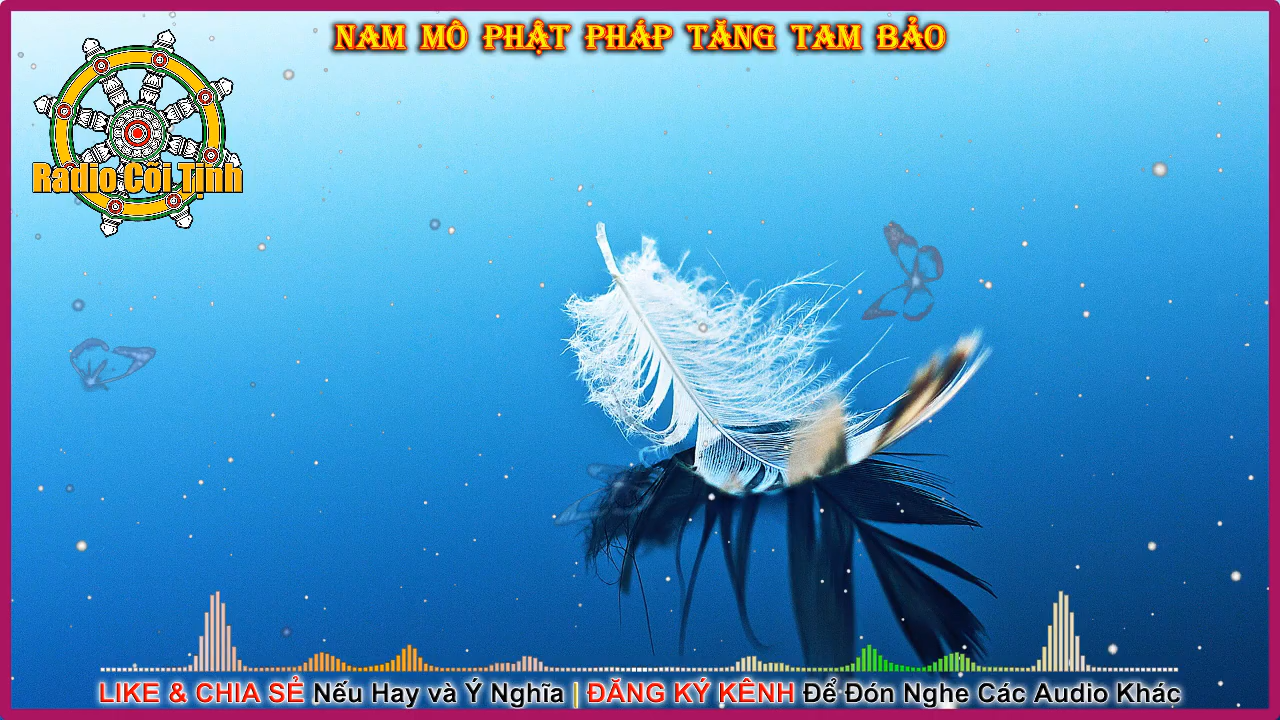 NAM MÔ PHẬT PHÁP TĂNG TAM BẢO
Radio Cõi Tịnh
LIKE & CHIA SẺ Nếu Hay và Ý Nghĩa | ĐĂNG KÝ KÊNH Để Đón Nghe Các Audio Khác